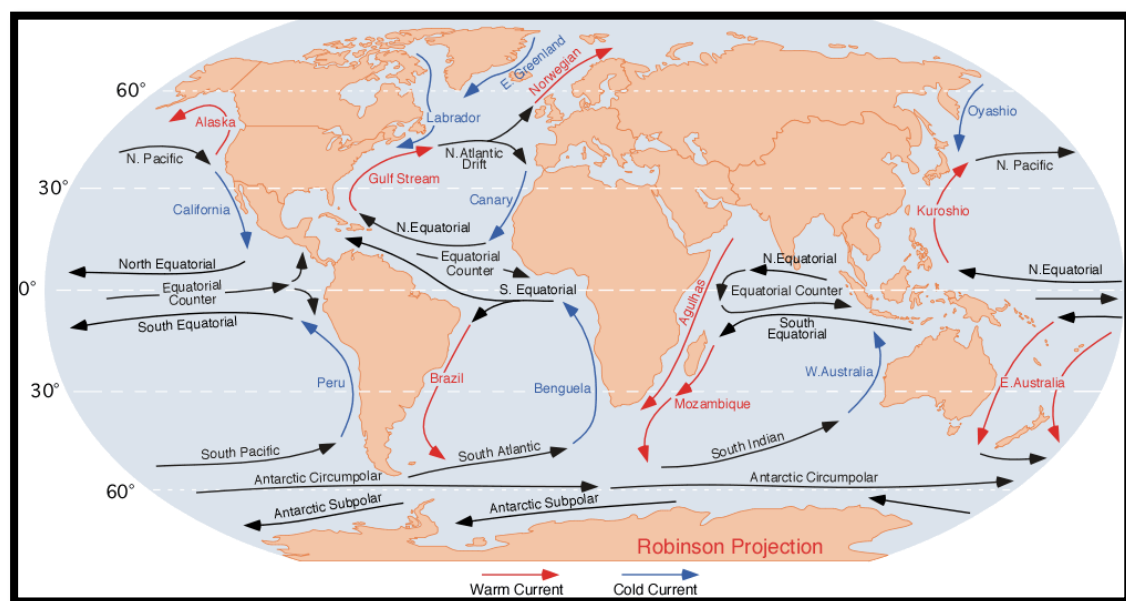 E. Greenland
Norwegian
60°
Alaska
Labrador
Oyashio
N. Pacific
N.Atlantic
Drift
N. Pacific
Gulf Stream
30°
California
Canary
Kuroshio
N.Equatorial
North Equatorial
Equatorial
Counter
N.Equatorial
N.Equatorial
0°
Equatorial
Counter
S. Equatorial
Agulhas
Equatorial Counter
South Equatorial
South
Equatorial
Peru
Brazil
Benguela
W.Australia
E.Australia
30°
Mozambique
South Pacific
South Atlantic
South Indian
Antarctic Circumpolar
Antarctic Circumpolar
60°
Antarctic Subpolar
Antarctic Subpolar
Robinson Projection
Warm Current
Cold Current